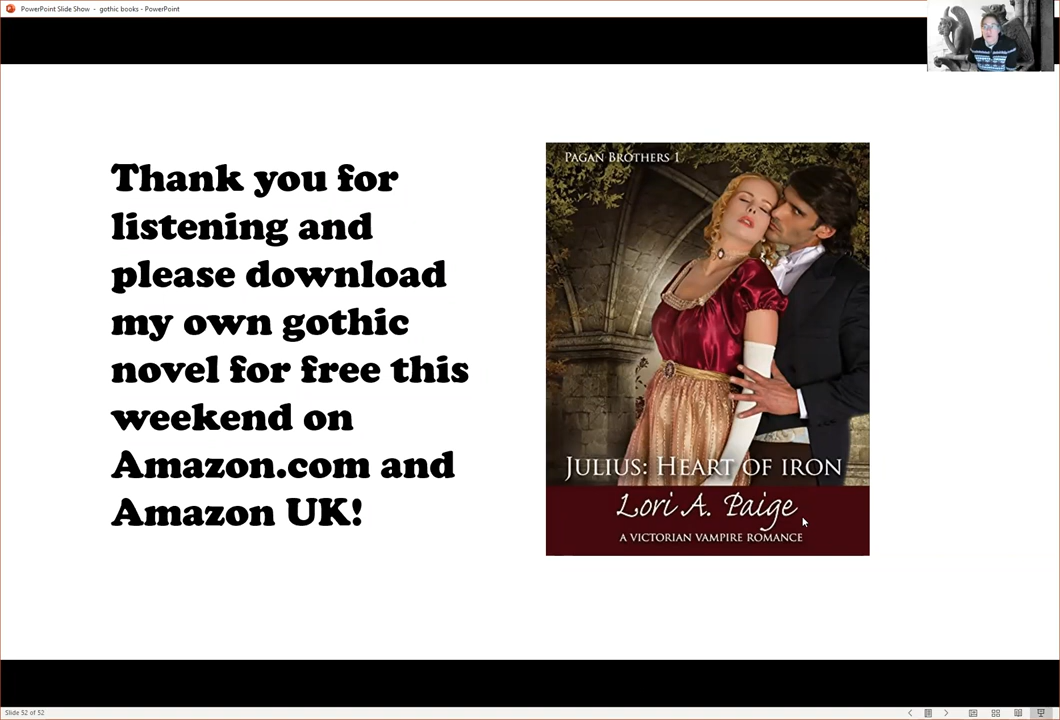 PowerPoint Slide Show - gothic books - PowerPoint
Thank you for
listening and
please download
my own gothic
novel for free this
weekend on
Amazon.com and
Amazon UK!
PAGAN BROTHERS 1
JULIUS: HEART OF IRON
Lori A. Paige
A VICTORIAN VAMPIRE ROMANCE
Slide 52 of 52